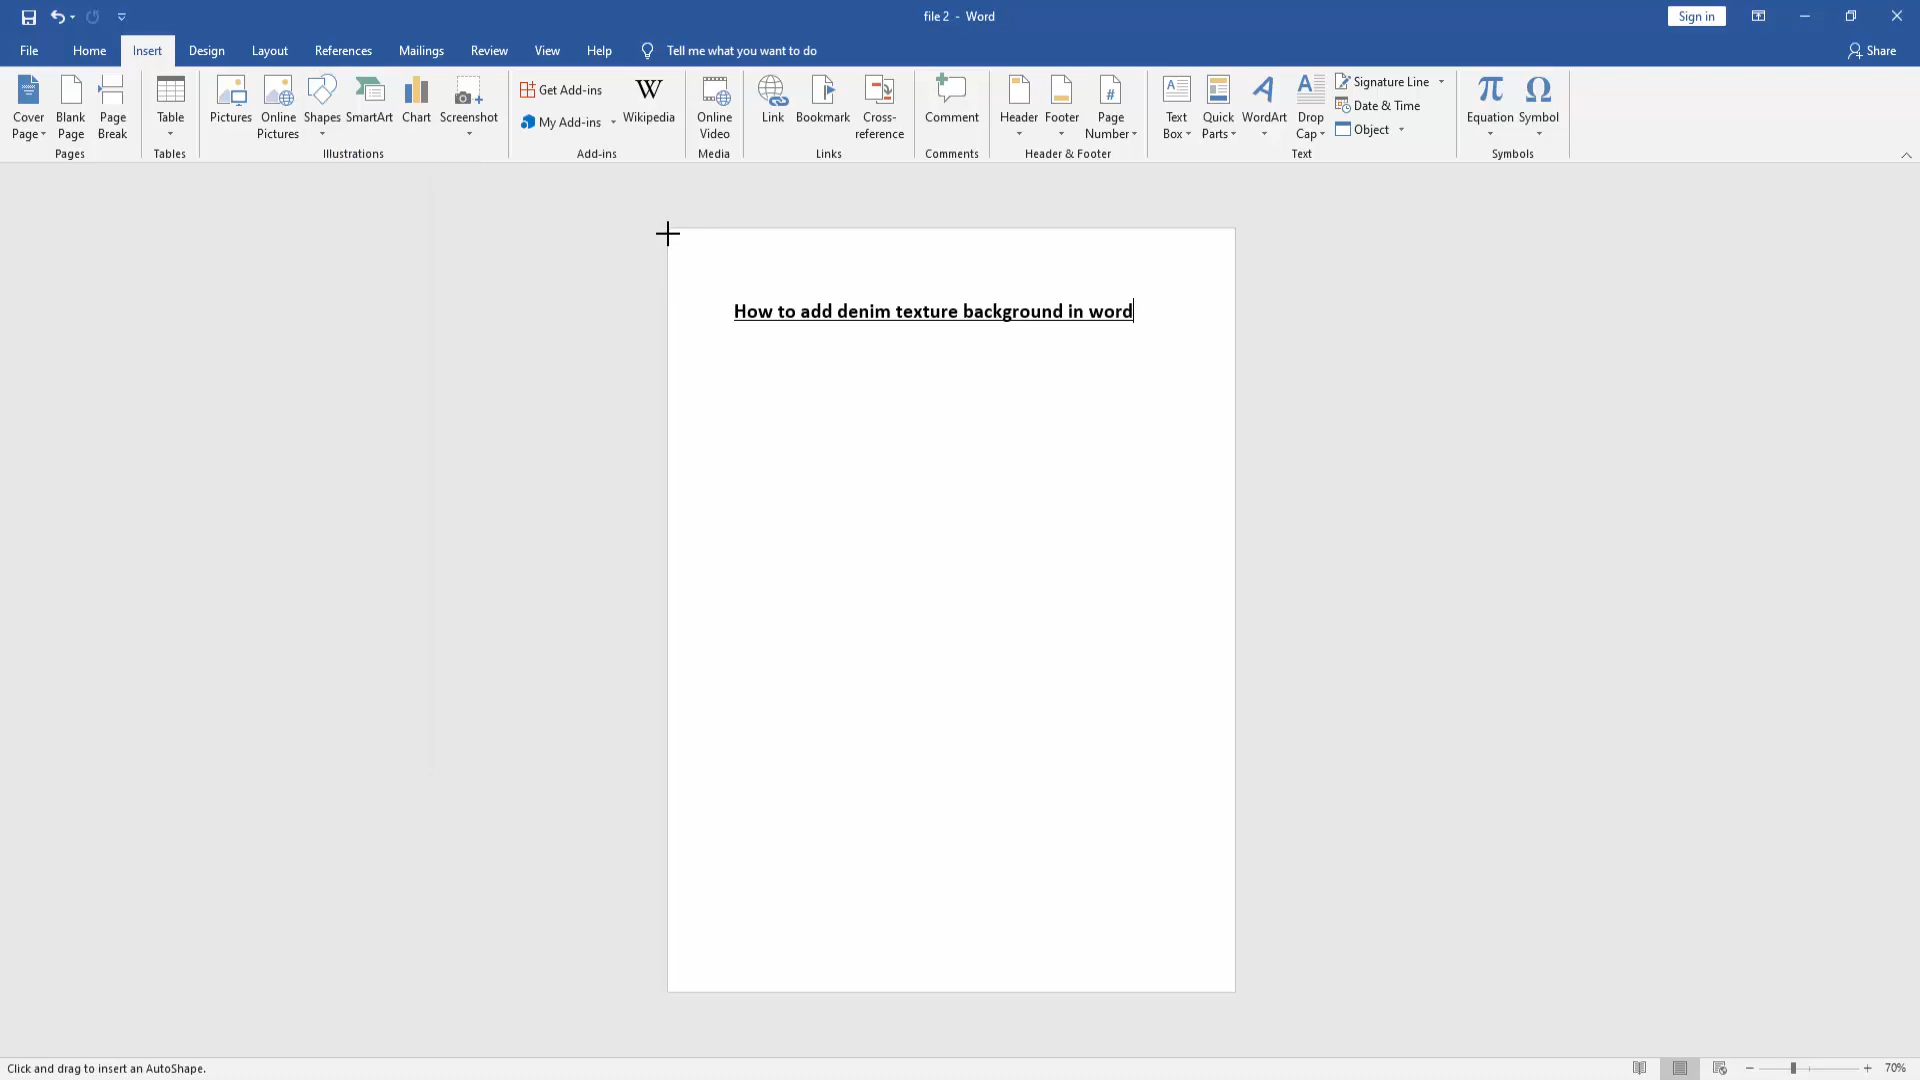 file 2 - Word
Sign in
File Home Insert Design Layout References Mailings Review View Help Tell me what you want to do Share
Cover Page
Blank Page
Page Break
Pages
Table
Tables
Pictures
Online Pictures
Shapes
SmartArt
Chart
Screenshot
Illustrations
Get Add-ins
My Add-ins
W
Wikipedia
Add-ins
Online Video
Media
Link
Bookmark
Cross-reference
Links
Comment
Comments
Header
Footer
#
Page Number
Header & Footer
A
Text Box
Quick Parts
A
WordArt
A
Drop Cap
Signature Line
Date & Time
Object
Text
π
Equation
Ω
Symbol
Symbols
How to add denim texture background in word
Click and drag to insert an AutoShape.
70%